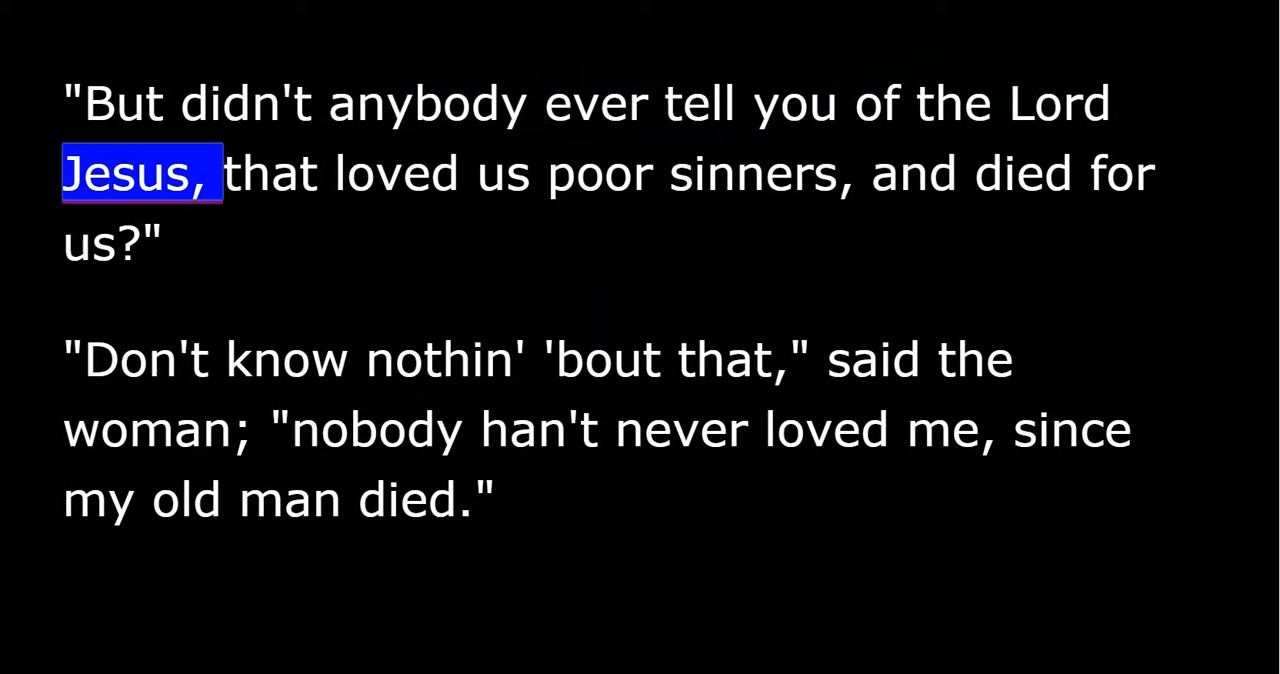 "But didn't anybody ever tell you of the Lord
Jesus, that loved us poor sinners, and died for
us?"
"Don't know nothin' 'bout that," said the
woman; "nobody han't never loved me, since
my old man died."